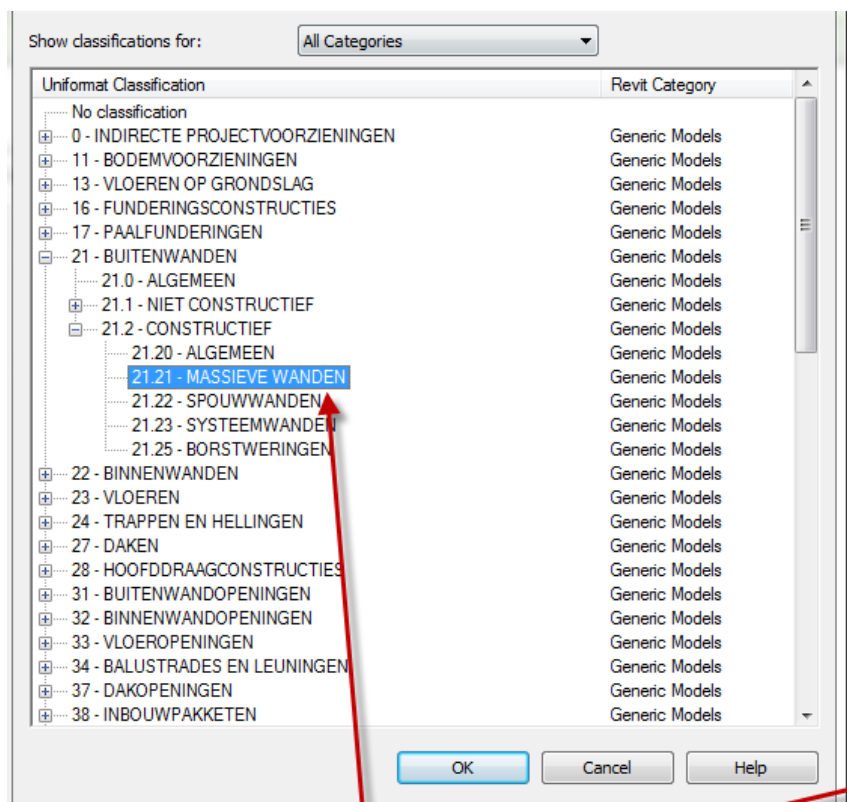 Show classifications for: All Categories
Uniformat Classification Revit Category
No classification
0 - INDIRECTE PROJECTVOORZIENINGEN Generic Models
11 - BODEMVOORZIENINGEN Generic Models
13 - VLOEREN OP GRONDSLAG Generic Models
16 - FUNDERINGSCONSTRUCTIES Generic Models
17 - PAALFUNDERINGEN Generic Models
21 - BUITENWANDEN Generic Models
21.0 - ALGEMEEN Generic Models
21.1 - NIET CONSTRUCTIEF Generic Models
21.2 - CONSTRUCTIEF Generic Models
21.20 - ALGEMEEN Generic Models
21.21 - MASSIEVE WANDEN Generic Models
21.22 - SPOUWWANDEN Generic Models
21.23 - SYSTEEMWANDEN Generic Models
21.25 - BORSTWERINGEN Generic Models
22 - BINNENWANDEN Generic Models
23 - VLOEREN Generic Models
24 - TRAPPEN EN HELLINGEN Generic Models
27 - DAKEN Generic Models
28 - HOOFDDRAAGCONSTRUCTIES Generic Models
31 - BUITENWANDOPENINGEN Generic Models
32 - BINNENWANDOPENINGEN Generic Models
33 - VLOEROPENINGEN Generic Models
34 - BALUSTRADES EN LEUNINGEN Generic Models
37 - DAKOPENINGEN Generic Models
38 - INBOUWPAKKETEN Generic Models
OK Cancel Help